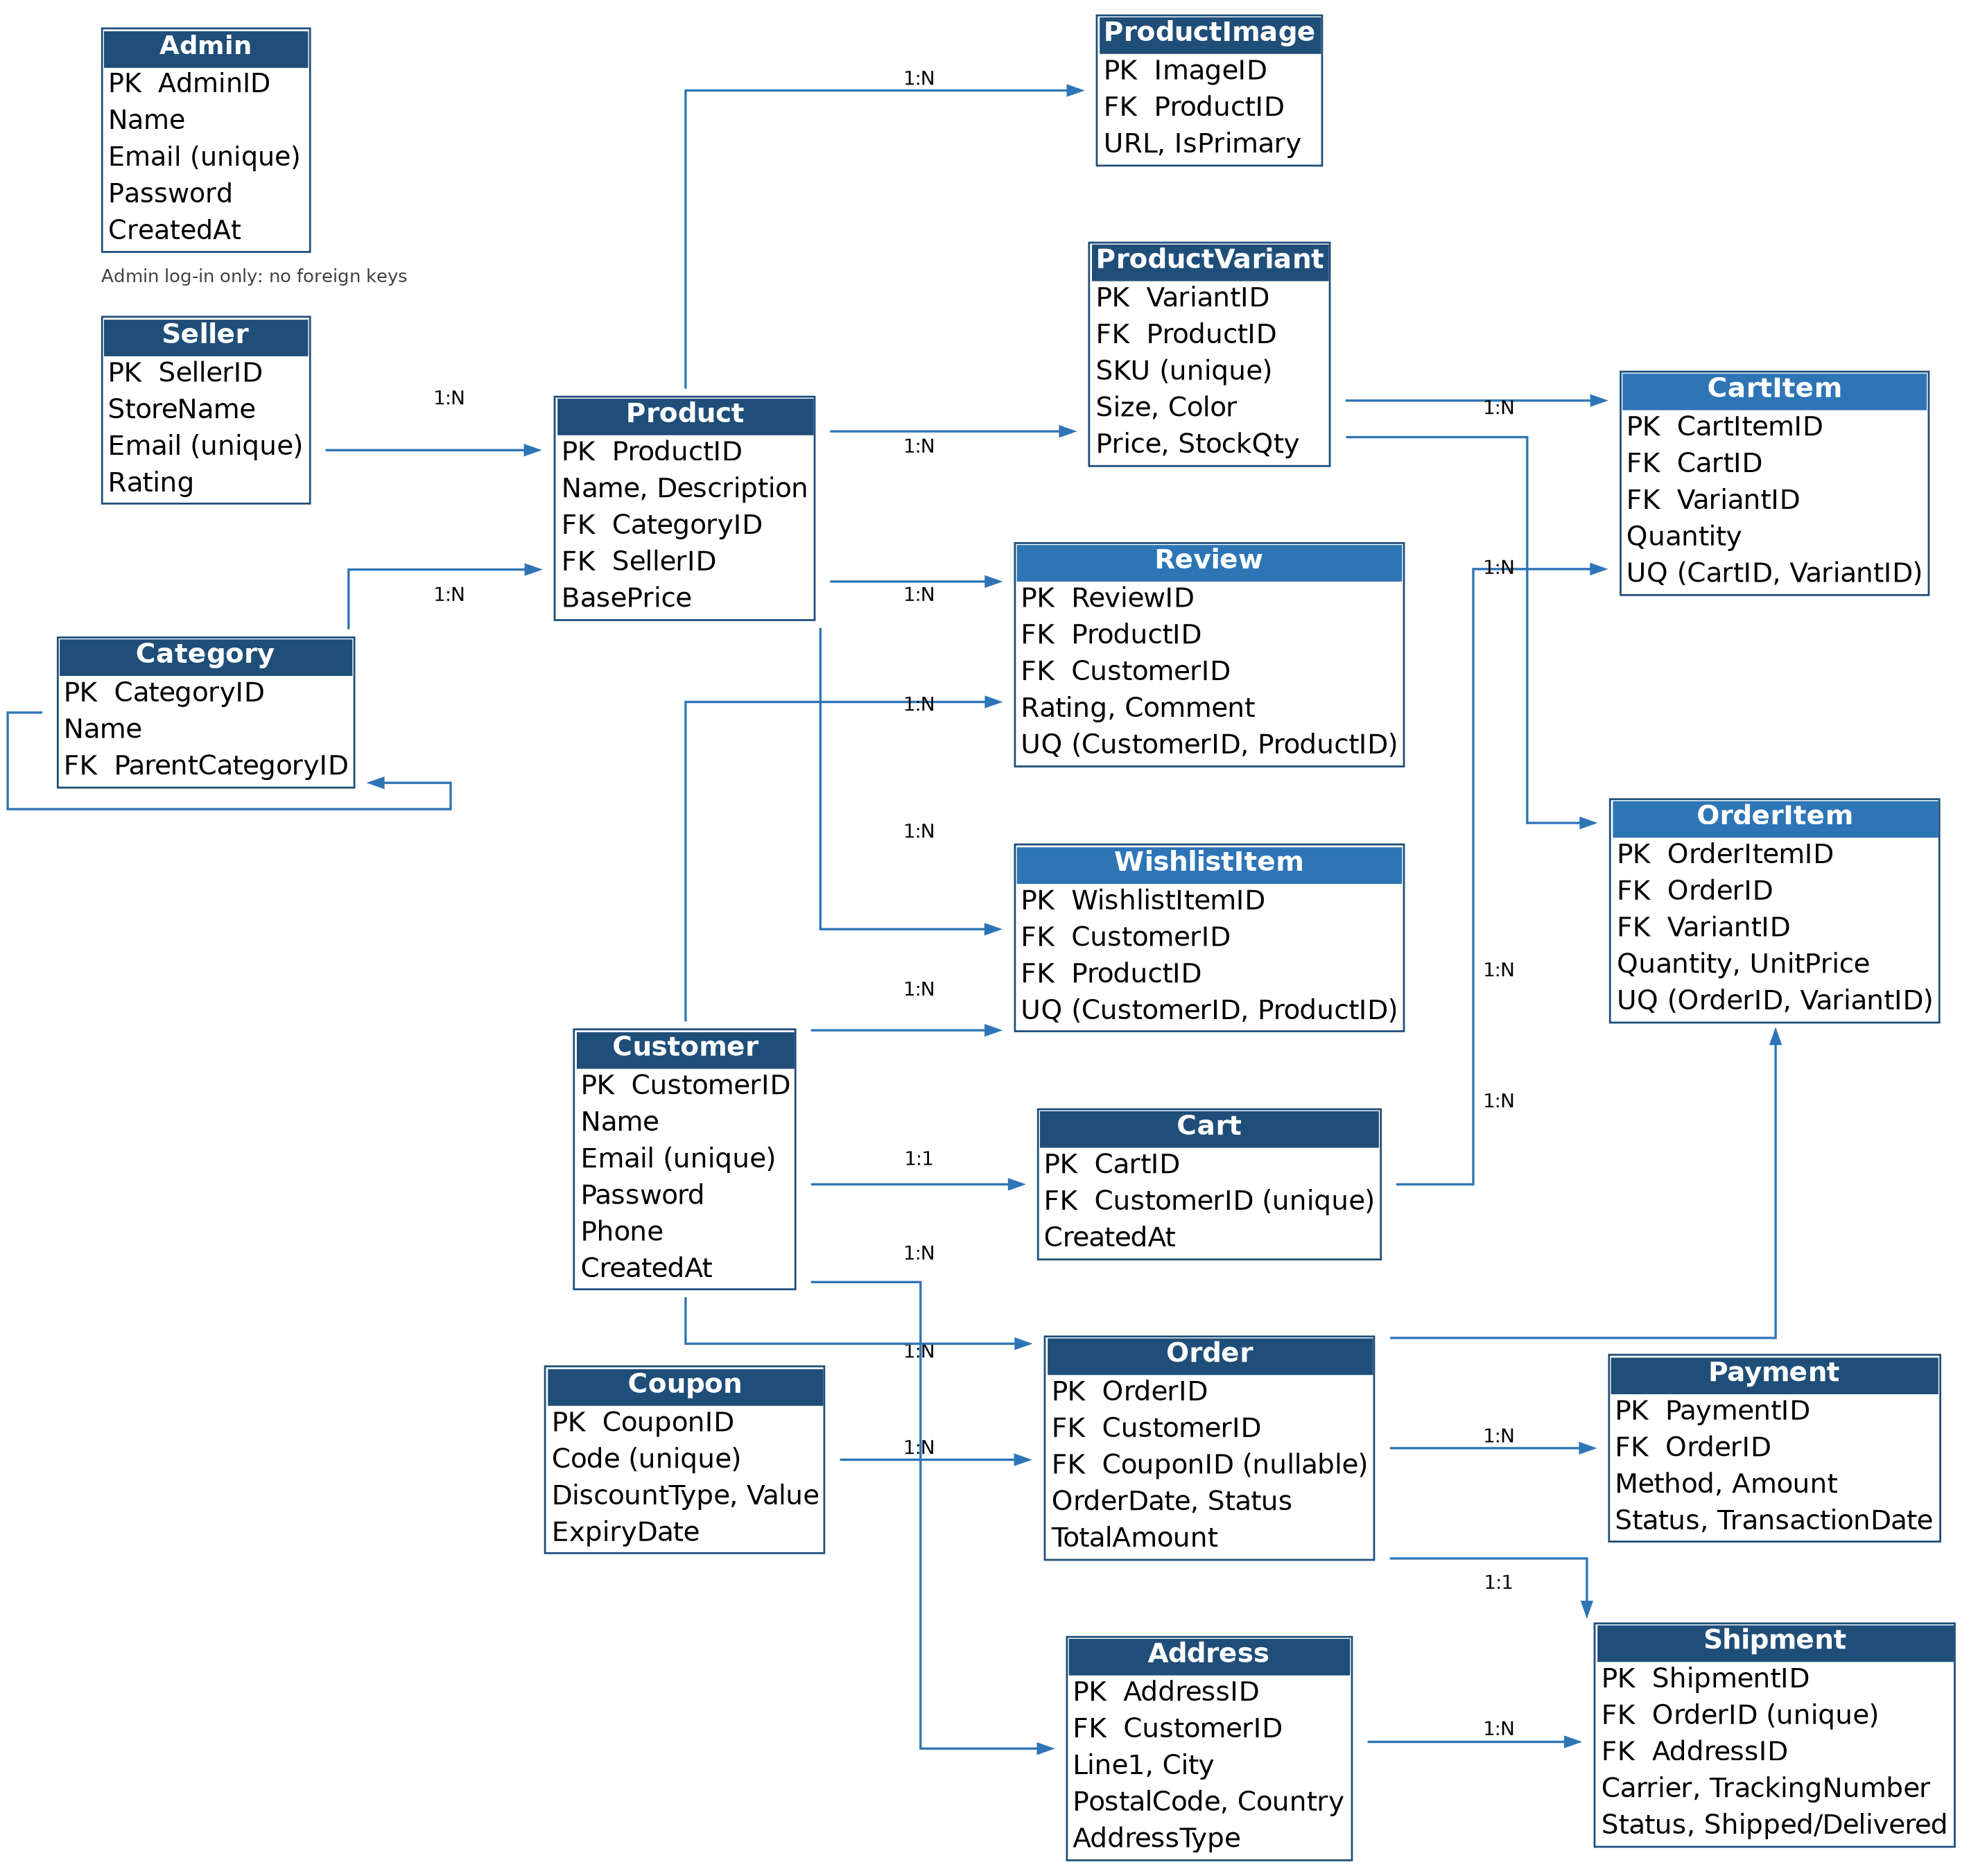 Admin
PK  AdminID
Name
Email (unique)
Password
CreatedAt
Admin log-in only: no foreign keys
Seller
PK  SellerID
StoreName
Email (unique)
Rating
1:N
Category
PK  CategoryID
Name
FK  ParentCategoryID
1:N
Product
PK  ProductID
Name, Description
FK  CategoryID
FK  SellerID
BasePrice
1:N
1:N
1:N
1:N
1:N
1:N
Customer
PK  CustomerID
Name
Email (unique)
Password
Phone
CreatedAt
1:1
1:N
1:N
Coupon
PK  CouponID
Code (unique)
DiscountType, Value
ExpiryDate
1:N
ProductImage
PK  ImageID
FK  ProductID
URL, IsPrimary
ProductVariant
PK  VariantID
FK  ProductID
SKU (unique)
Size, Color
Price, StockQty
Review
PK  ReviewID
FK  ProductID
FK  CustomerID
Rating, Comment
UQ (CustomerID, ProductID)
WishlistItem
PK  WishlistItemID
FK  CustomerID
FK  ProductID
UQ (CustomerID, ProductID)
Cart
PK  CartID
FK  CustomerID (unique)
CreatedAt
Order
PK  OrderID
FK  CustomerID
FK  CouponID (nullable)
OrderDate, Status
TotalAmount
Address
PK  AddressID
FK  CustomerID
Line1, City
PostalCode, Country
AddressType
1:N
1:N
1:N
1:N
1:N
1:1
1:N
CartItem
PK  CartItemID
FK  CartID
FK  VariantID
Quantity
UQ (CartID, VariantID)
OrderItem
PK  OrderItemID
FK  OrderID
FK  VariantID
Quantity, UnitPrice
UQ (OrderID, VariantID)
Payment
PK  PaymentID
FK  OrderID
Method, Amount
Status, TransactionDate
Shipment
PK  ShipmentID
FK  OrderID (unique)
FK  AddressID
Carrier, TrackingNumber
Status, Shipped/Delivered